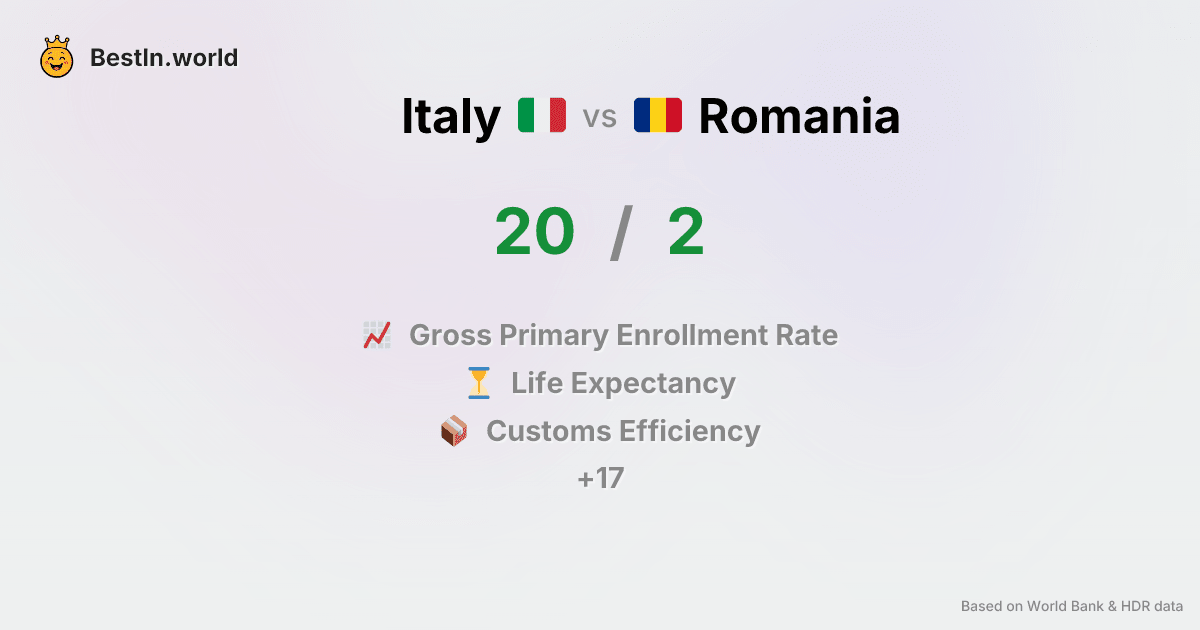 BestIn.world
Italy vs Romania
20 / 2
Gross Primary Enrollment Rate
Life Expectancy
Customs Efficiency
+17
Based on World Bank & HDR data